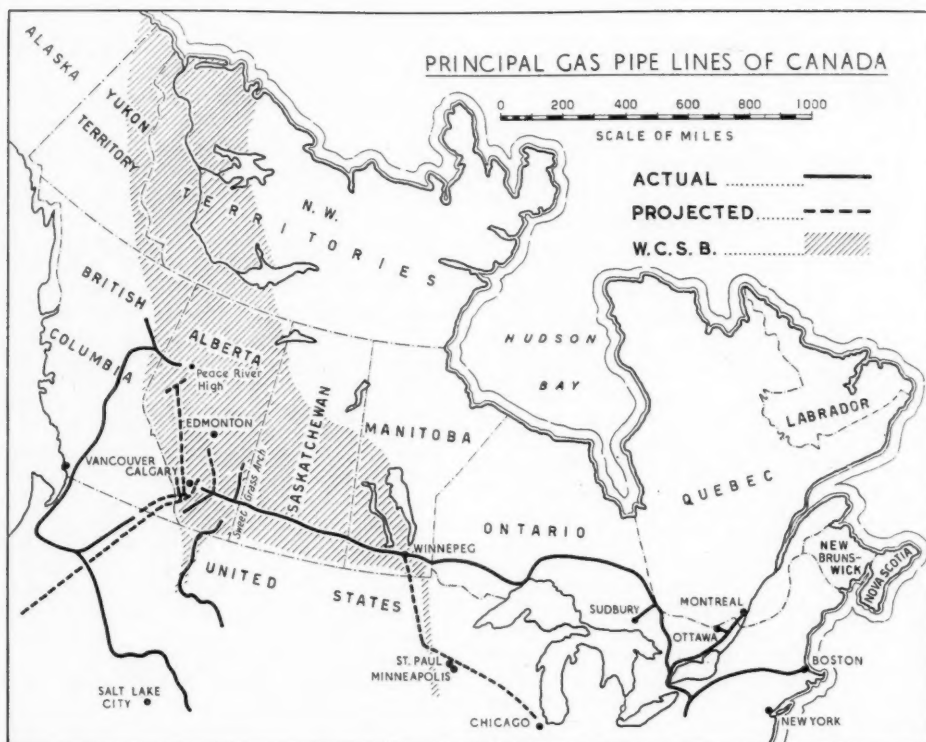 PRINCIPAL GAS PIPE LINES OF CANADA
0 200 400 600 800 1000
SCALE OF MILES
ACTUAL
PROJECTED
W.C.S.B.
ALASKA
YUKON
TERRITORY
N.W.
TERRITORIES
BRITISH
COLUMBIA
ALBERTA
Peace River
High
EDMONTON
VANCOUVER
CALGARY
Sweet Grass Arch
SASKATCHEWAN
MANITOBA
HUDSON
BAY
LABRADOR
QUEBEC
ONTARIO
WINNEPEG
UNITED STATES
SUDBURY
MONTREAL
OTTAWA
NEW
BRUNS-
WICK
NOVA SCOTIA
BOSTON
NEW YORK
ST. PAUL
MINNEAPOLIS
CHICAGO
SALT LAKE
CITY